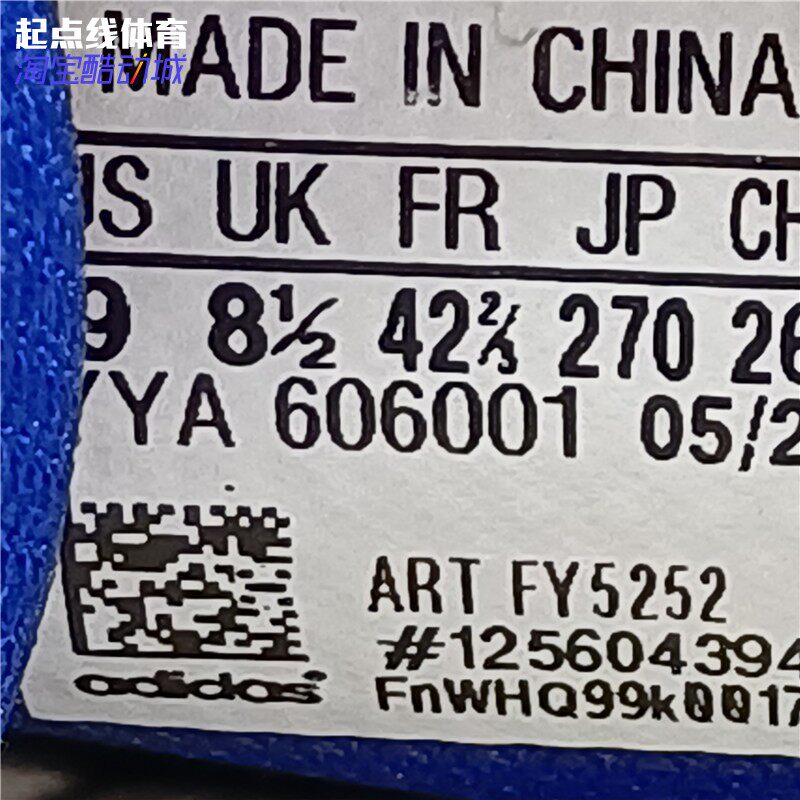 起点线体育
淘宝酷动城
MADE IN CHINA
US UK FR JP CH
9 8½ 42⅔ 270 26
YYA 606001 05/2
ART FY5252
#125604394
FnWHQ99k0017
adidas